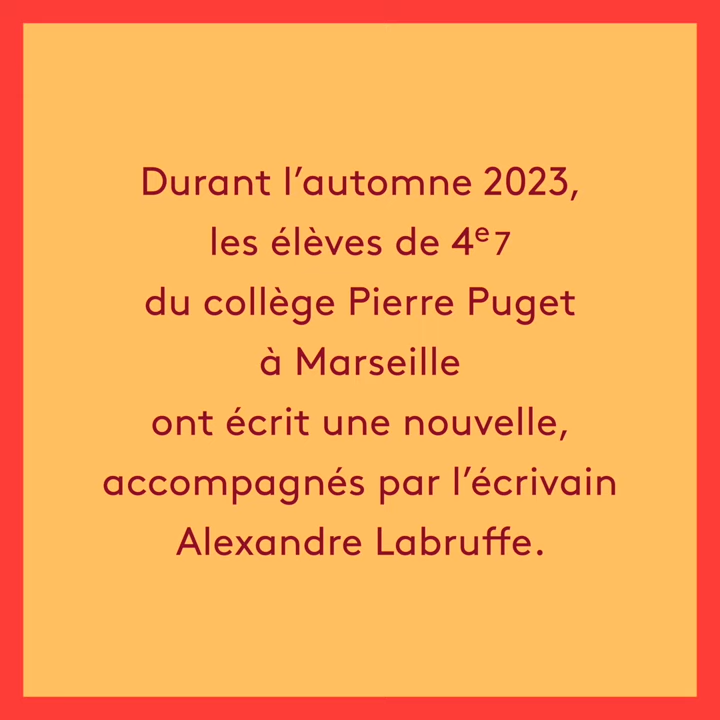 Durant l’automne 2023,
les élèves de 4ᵉ7
du collège Pierre Puget
à Marseille
ont écrit une nouvelle,
accompagnés par l’écrivain
Alexandre Labruffe.